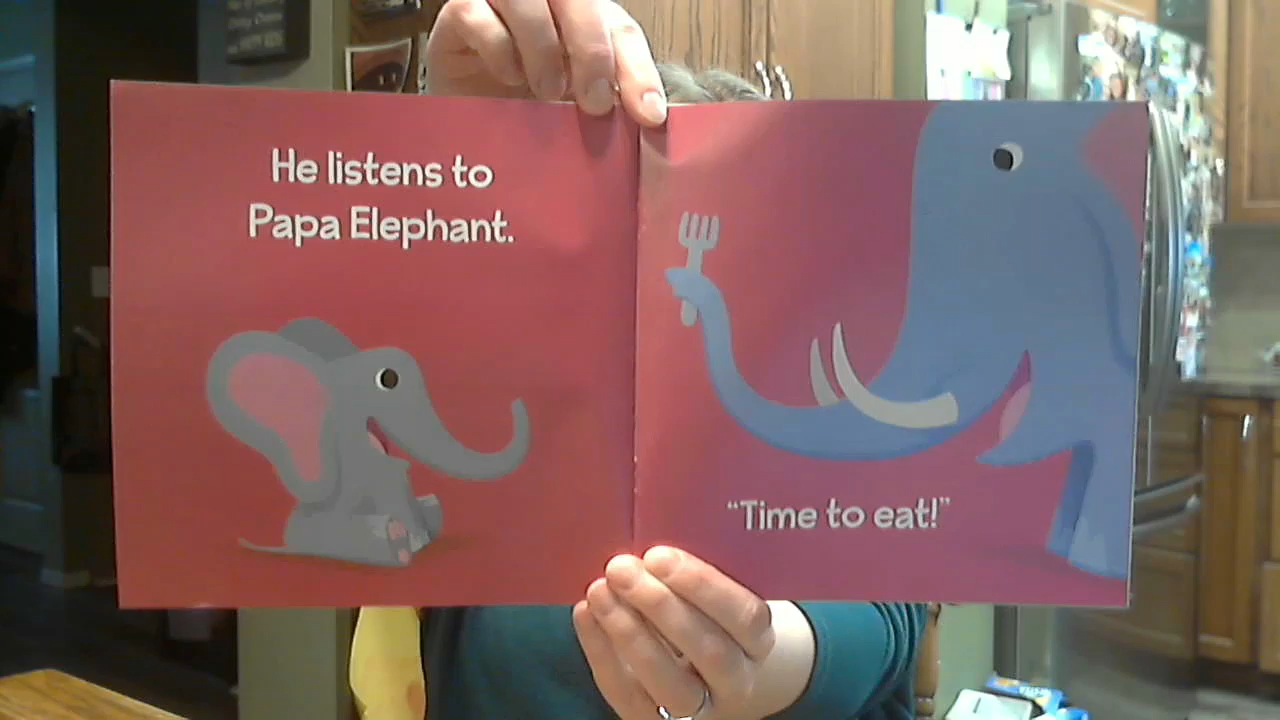 He listens to
Papa Elephant.
“Time to eat!”